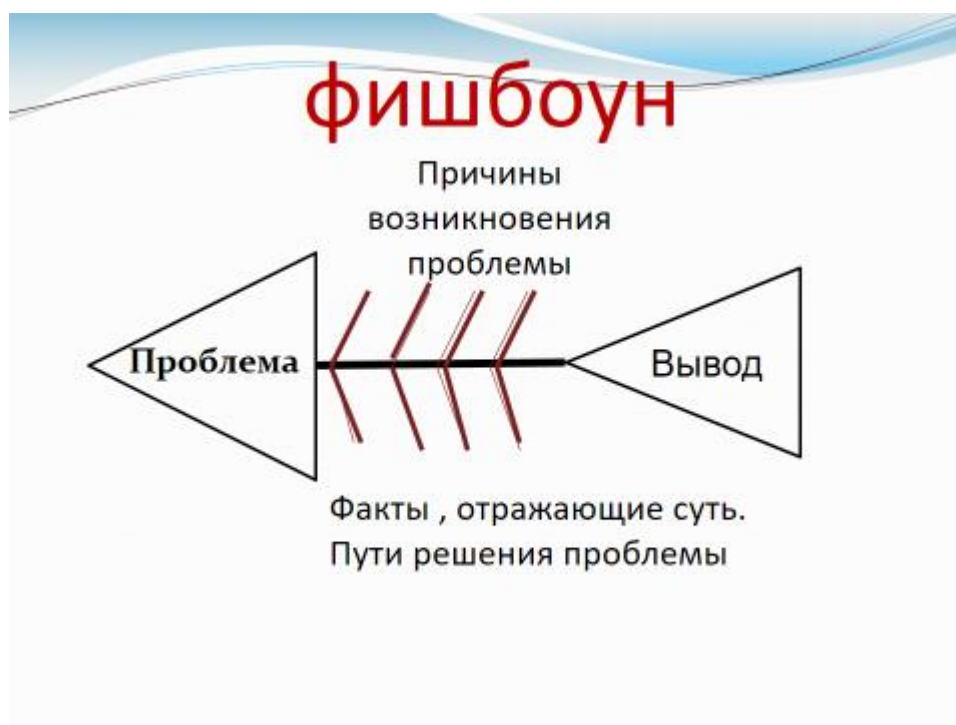 фишбоун
Причины
возникновения
проблемы
Проблема
Вывод
Факты , отражающие суть.
Пути решения проблемы